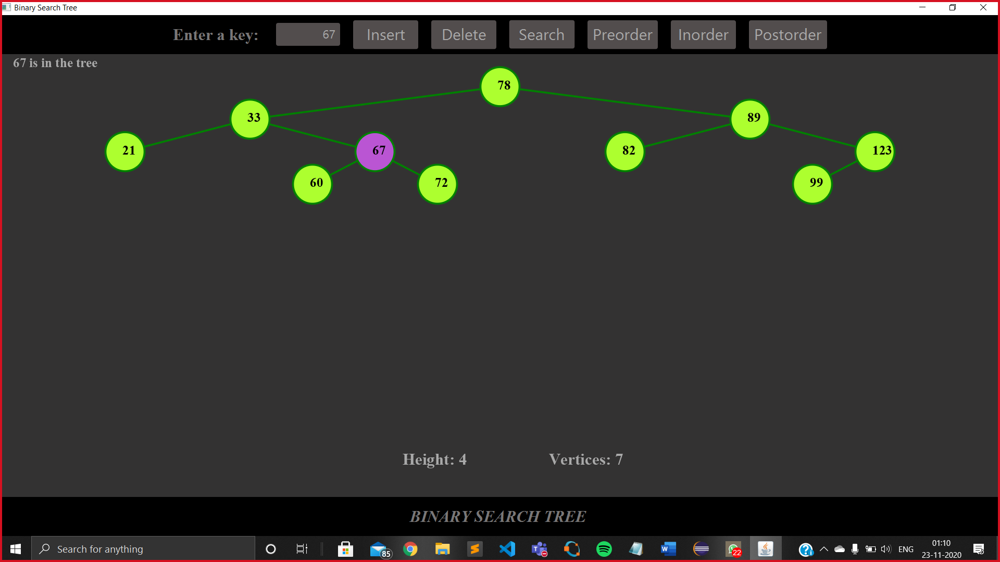 Binary Search Tree
Enter a key: 67 Insert Delete Search Preorder Inorder Postorder
67 is in the tree
78
33 89
21 67 82 123
60 72 99
Height: 4 Vertices: 7
BINARY SEARCH TREE
Search for anything 85 T W 22 ENG 01:10
23-11-2020